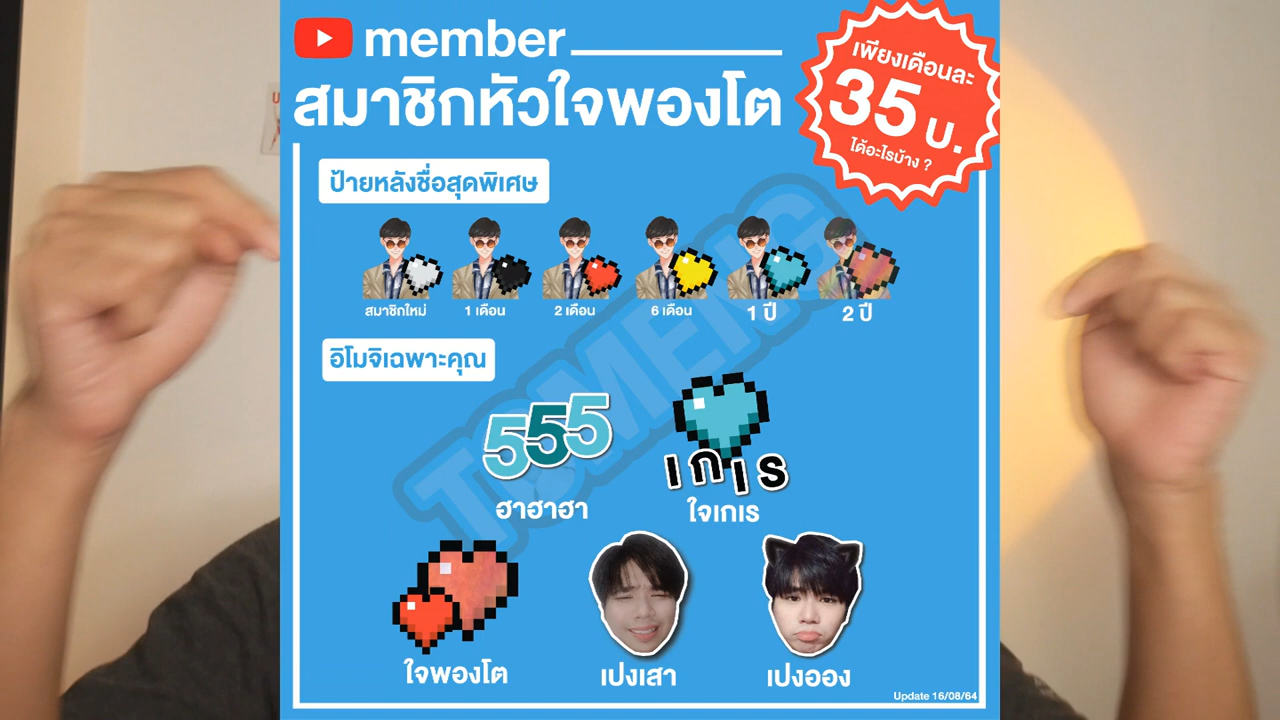 member
สมาชิกหัวใจพองโต
เพียงเดือนละ
35 บ.
ได้อะไรบ้าง ?
ป้ายหลังชื่อสุดพิเศษ
สมาชิกใหม่
1 เดือน
2 เดือน
6 เดือน
1 ปี
2 ปี
อิโมจิเฉพาะคุณ
555
เกเร
ฮาฮาฮา
ใจเกเร
ใจพองโต
เปงเสา
เปงออง
TOMENG
Update 16/08/64